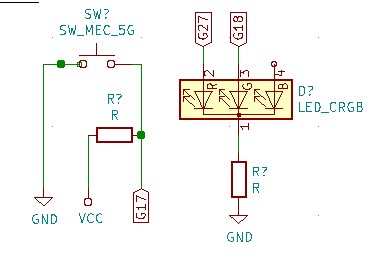 SW?
SW_MEC_5G
R?
R
GND
VCC
G17
G27
G18
2
3
4
R
G
B
1
D?
LED_CRGB
R?
R
GND